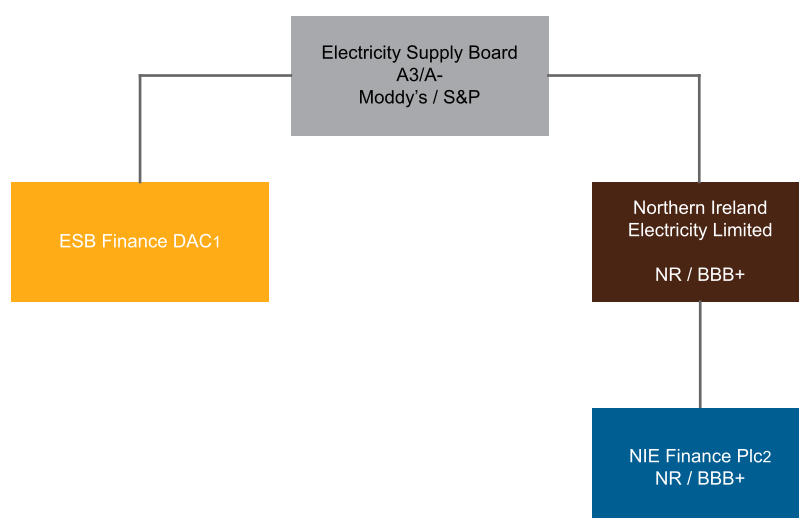 Electricity Supply Board
A3/A-
Moddy's / S&P
ESB Finance DAC1
Northern Ireland
Electricity Limited
NR / BBB+
NIE Finance Plc2
NR / BBB+